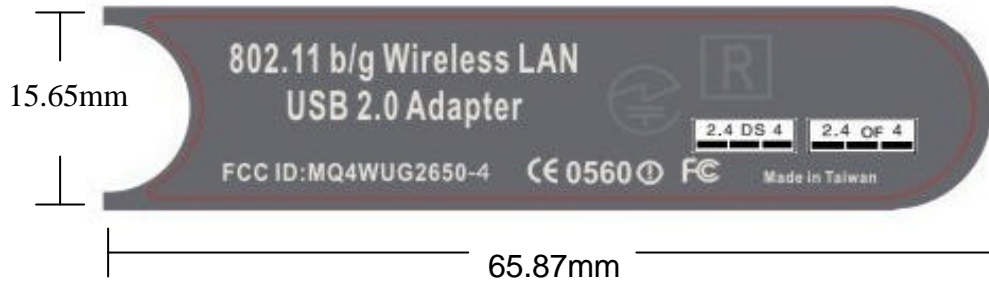 802.11 b/g Wireless LAN
USB 2.0 Adapter
15.65mm
R
2.4 DS 4 2.4 OF 4
FCC ID:MQ4WUG2650-4 CE 0560 ! FC
Made in Taiwan
65.87mm